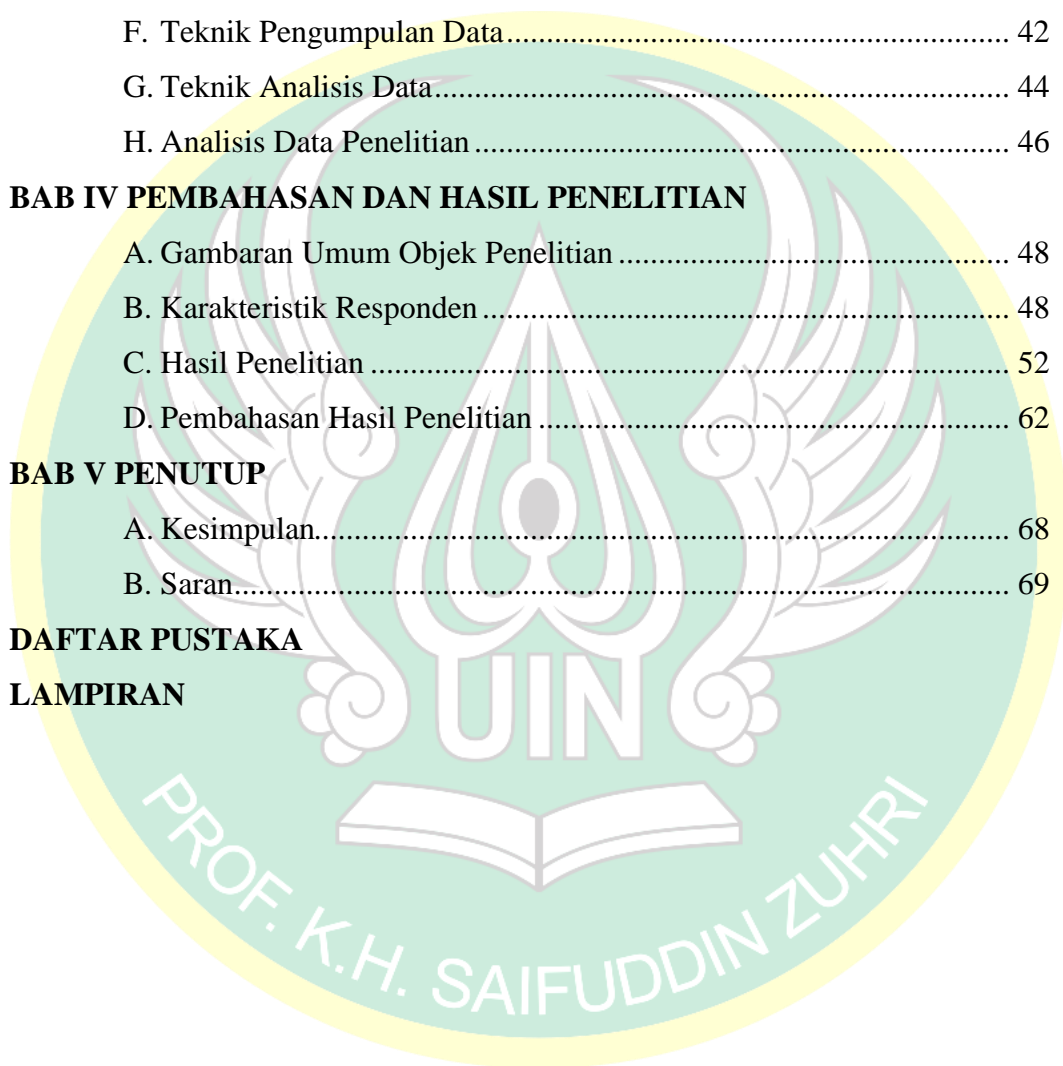 F. Teknik Pengumpulan Data.................................................................. 42
G. Teknik Analisis Data............................................................................ 44
H. Analisis Data Penelitian ...................................................................... 46
BAB IV PEMBAHASAN DAN HASIL PENELITIAN
A. Gambaran Umum Objek Penelitian ................................................... 48
B. Karakteristik Responden ..................................................................... 48
C. Hasil Penelitian .................................................................................... 52
D. Pembahasan Hasil Penelitian .............................................................. 62
BAB V PENUTUP
A. Kesimpulan........................................................................................... 68
B. Saran...................................................................................................... 69
DAFTAR PUSTAKA
LAMPIRAN
UIN
PROF. K.H. SAIFUDDIN ZUHRI